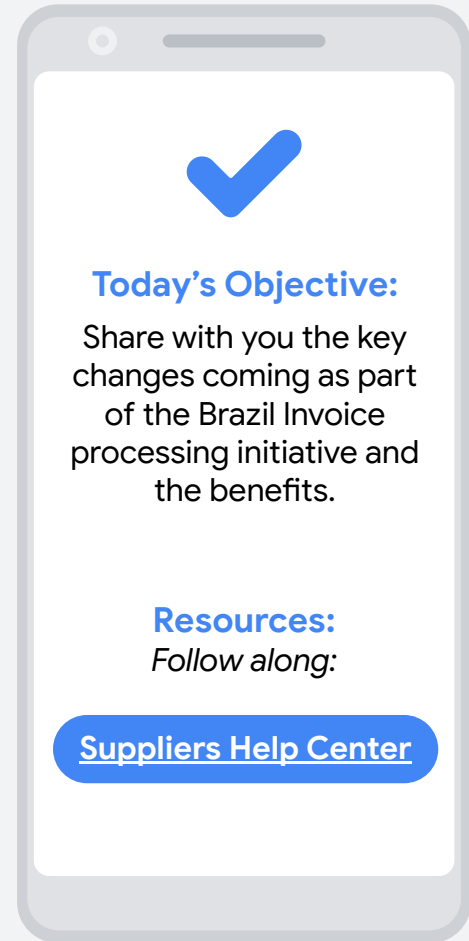 Today’s Objective:
Share with you the key
changes coming as part
of the Brazil Invoice
processing initiative and
the benefits.
Resources:
Follow along:
Suppliers Help Center